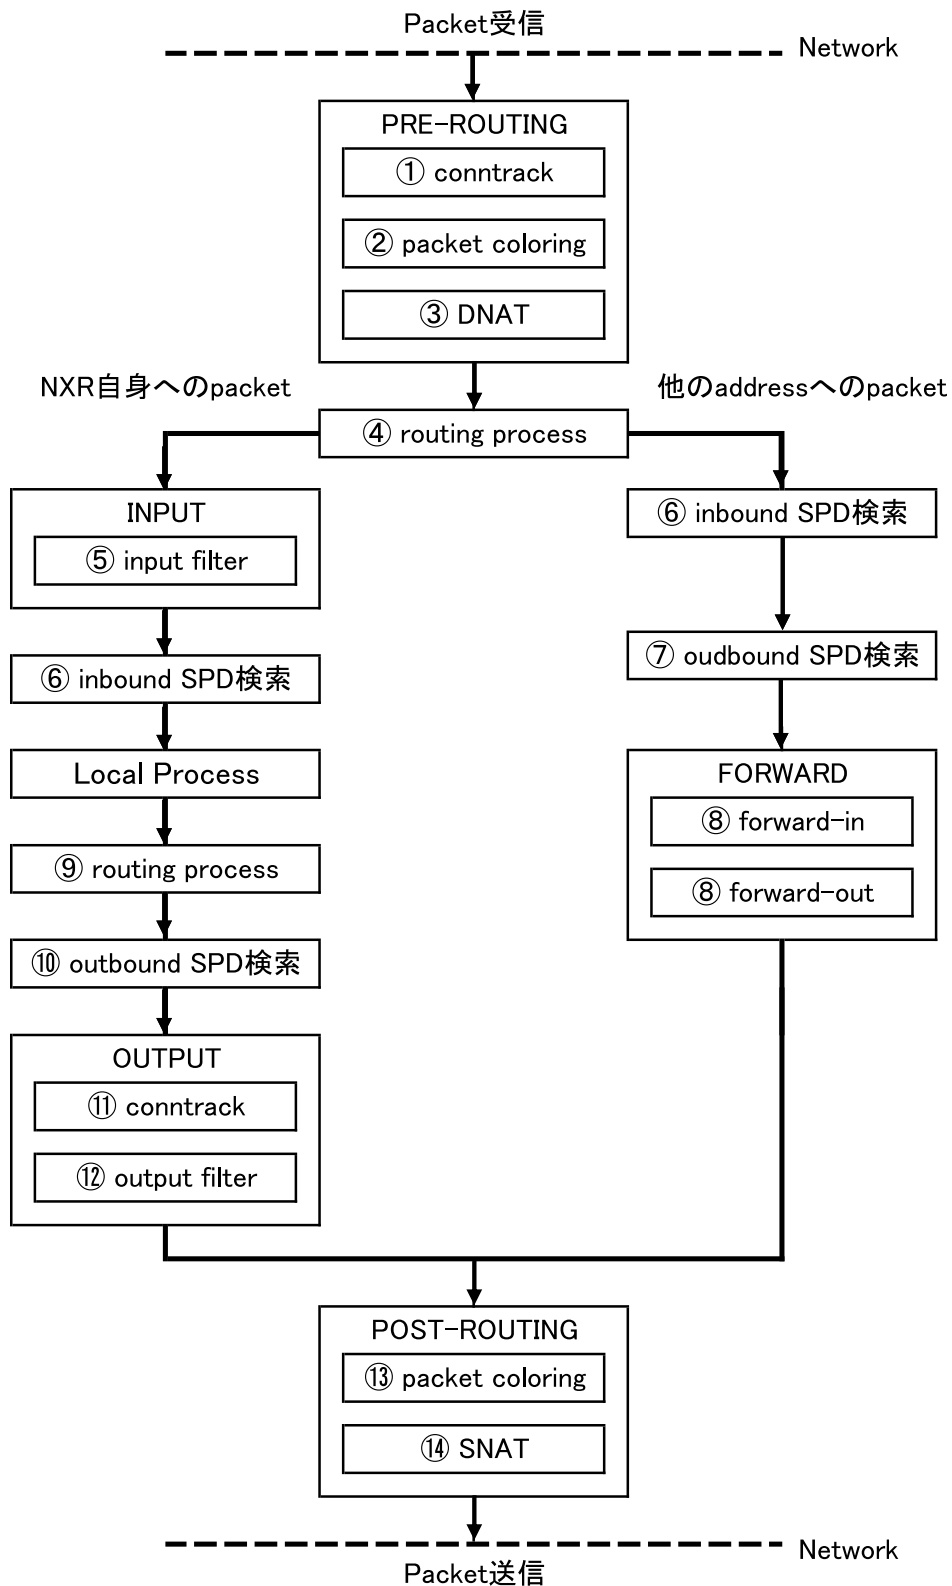 Packet受信
Network
PRE-ROUTING
① conntrack
② packet coloring
③ DNAT
NXR自身へのpacket
他のaddressへのpacket
④ routing process
INPUT
⑤ input filter
⑥ inbound SPD検索
Local Process
⑨ routing process
⑩ outbound SPD検索
OUTPUT
⑪ conntrack
⑫ output filter
⑥ inbound SPD検索
⑦ oudbound SPD検索
FORWARD
⑧ forward-in
⑧ forward-out
POST-ROUTING
⑬ packet coloring
⑭ SNAT
Network
Packet送信